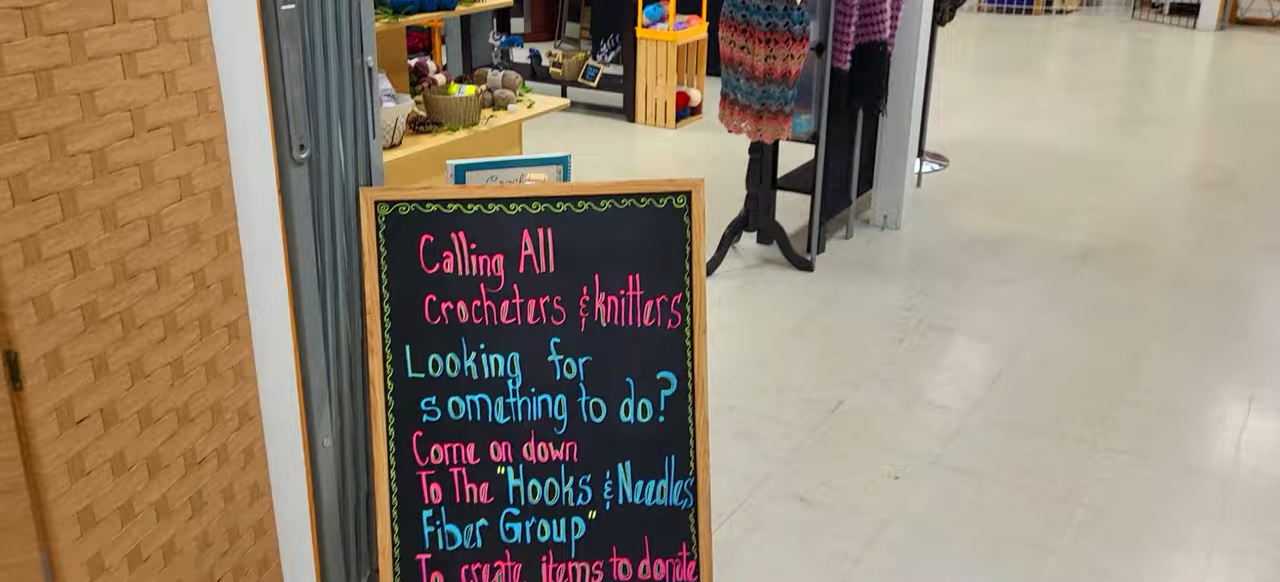 Calling All
Crocheters & knitters
Looking for
something to do?
Come on down
To The "Hooks & Needles
Fiber Group"
To create items to donate